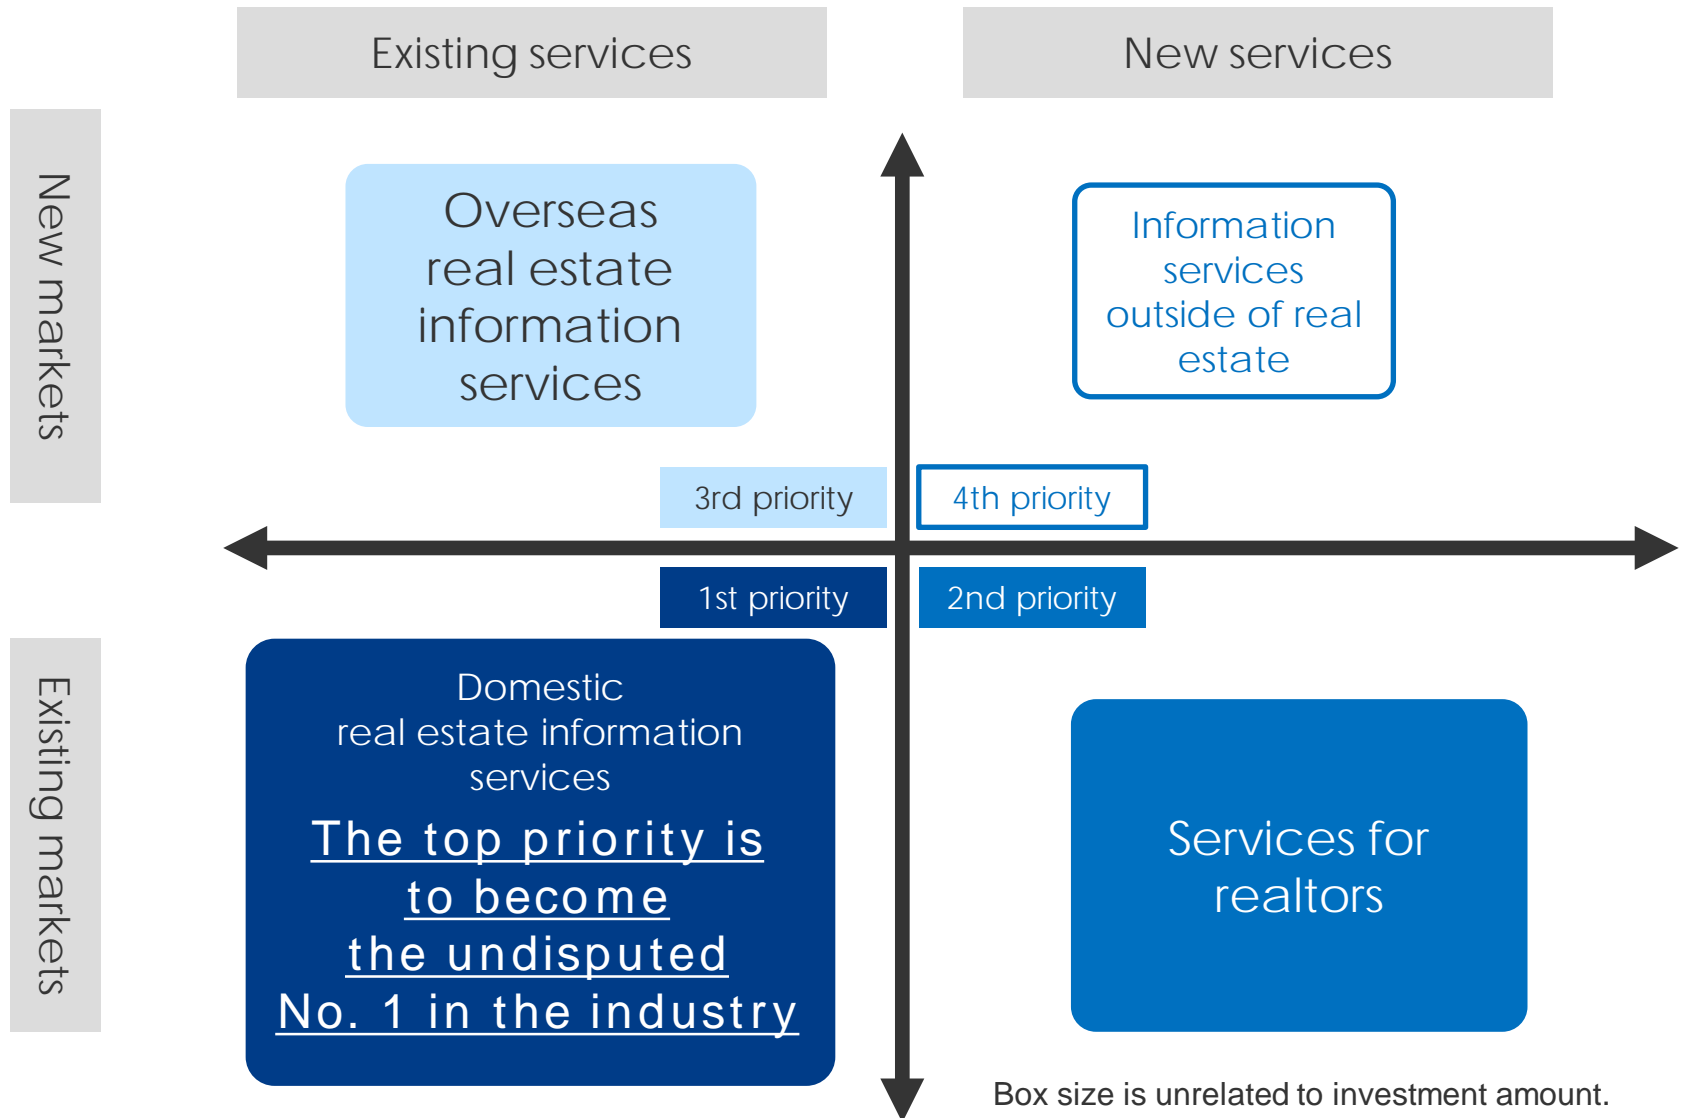 Existing services
New services
New markets
Overseas
real estate
information
services
Information
services
outside of real
estate
3rd priority
4th priority
1st priority
2nd priority
Existing markets
Domestic
real estate information
services
The top priority is
to become
the undisputed
No. 1 in the industry
Services for
realtors
Box size is unrelated to investment amount.